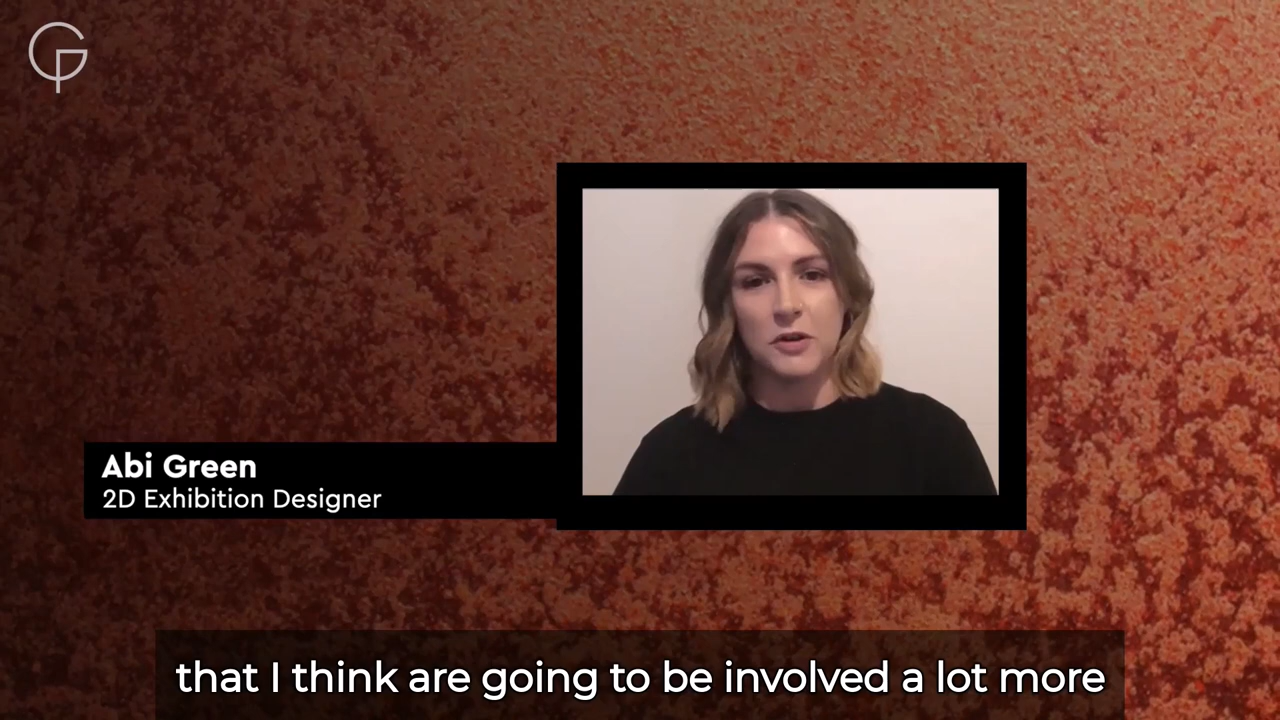 Abi Green
2D Exhibition Designer
that I think are going to be involved a lot more